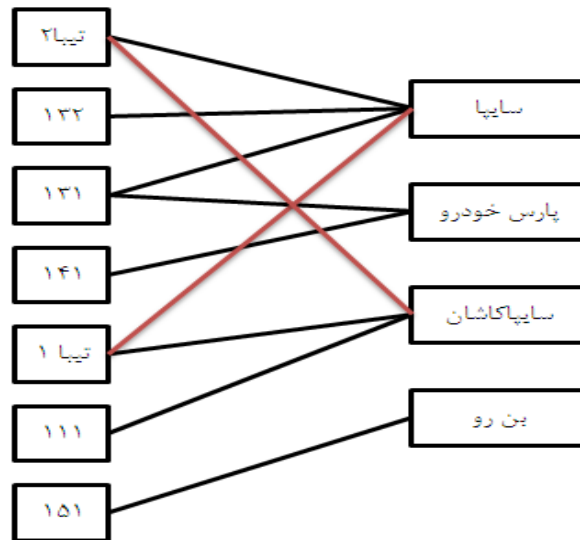 تیبا۲
۱۳۲
۱۳۱
۱۴۱
تیبا ۱
۱۱۱
۱۵۱
سایپا
پارس خودرو
سایپاکاشان
بن رو